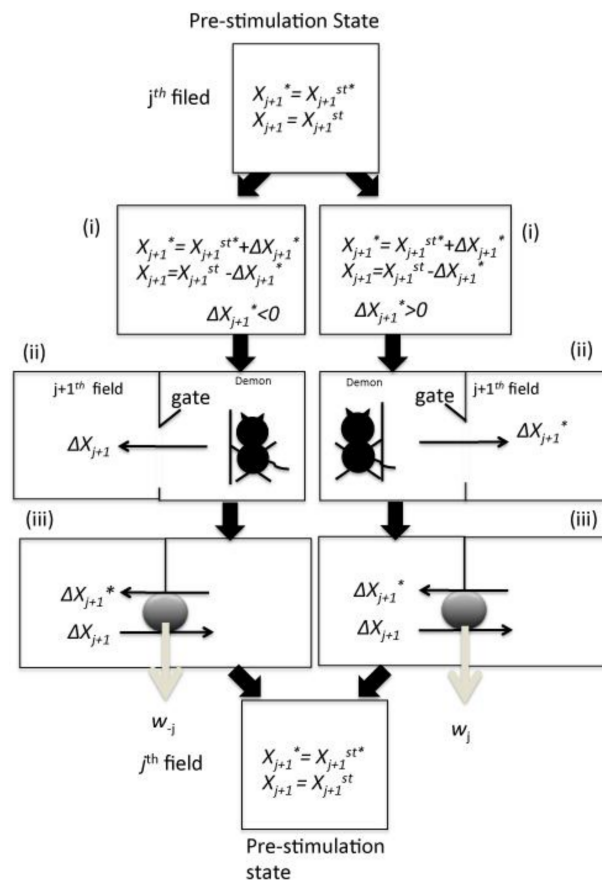 Pre-stimulation State
jth filed
Xj+1* = Xj+1st*
Xj+1 = Xj+1st
(i)
Xj+1* = Xj+1st*+ΔXj+1*
Xj+1=Xj+1st -ΔXj+1*
ΔXj+1*<0
(i)
Xj+1* = Xj+1st*+ΔXj+1*
Xj+1=Xj+1st -ΔXj+1*
ΔXj+1*>0
(ii)
j+1th field
gate
Demon
ΔXj+1
(ii)
Demon
gate
j+1th field
ΔXj+1*
(iii)
ΔXj+1*
ΔXj+1
w-j
(iii)
ΔXj+1*
ΔXj+1
wj
jth field
Xj+1* = Xj+1st*
Xj+1 = Xj+1st
Pre-stimulation
state